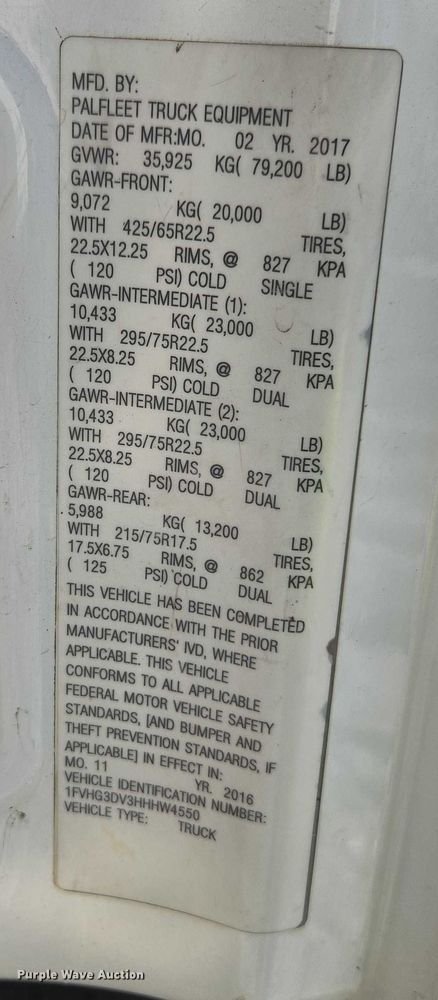 MFD. BY:
PALFLEET TRUCK EQUIPMENT
DATE OF MFR:MO. 02 YR. 2017
GVWR: 35,925 KG( 79,200 LB)
GAWR-FRONT:
9,072 KG( 20,000 LB)
WITH 425/65R22.5 TIRES,
22.5X12.25 RIMS, @ 827 KPA
( 120 PSI) COLD SINGLE
GAWR-INTERMEDIATE (1):
10,433 KG( 23,000 LB)
WITH 295/75R22.5 TIRES,
22.5X8.25 RIMS, @ 827 KPA
( 120 PSI) COLD DUAL
GAWR-INTERMEDIATE (2):
10,433 KG( 23,000 LB)
WITH 295/75R22.5 TIRES,
22.5X8.25 RIMS, @ 827 KPA
( 120 PSI) COLD DUAL
GAWR-REAR:
5,988 KG( 13,200 LB)
WITH 215/75R17.5 TIRES,
17.5X6.75 RIMS, @ 862 KPA
( 125 PSI) COLD DUAL
THIS VEHICLE HAS BEEN COMPLETED
IN ACCORDANCE WITH THE PRIOR
MANUFACTURERS' IVD, WHERE
APPLICABLE. THIS VEHICLE
CONFORMS TO ALL APPLICABLE
FEDERAL MOTOR VEHICLE SAFETY
STANDARDS, [AND BUMPER AND
THEFT PREVENTION STANDARDS, IF
APPLICABLE] IN EFFECT IN:
MO. 11 YR. 2016
VEHICLE IDENTIFICATION NUMBER:
1FVHG3DV3HHHW4550
VEHICLE TYPE: TRUCK
Purple Wave Auction